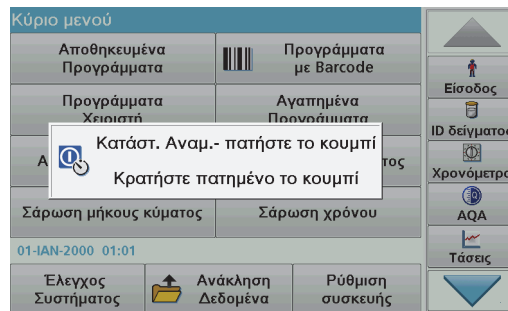 Κύριο μενού
Αποθηκευμένα
Προγράμματα
Προγράμματα
με Barcode
Προγράμματα
Χειριστή
Αγαπημένα
Προγράμματα
Κατάστ. Αναμ.- πατήστε το κουμπί
Κρατήστε πατημένο το κουμπί
Σάρωση μήκους κύματος
Σάρωση χρόνου
01-ΙΑΝ-2000 01:01
Έλεγχος
Συστήματος
Ανάκληση
Δεδομένα
Ρύθμιση
συσκευής
Είσοδος
ID δείγματος
Χρονόμετρο
AQA
Τάσεις